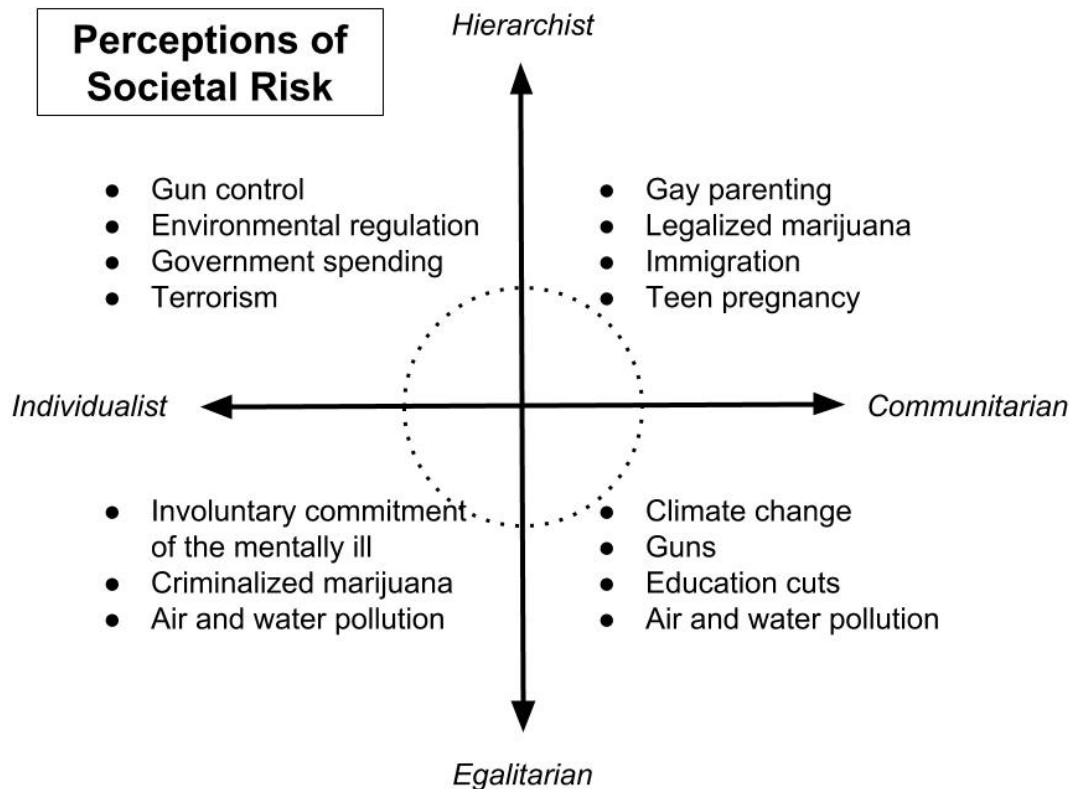 Perceptions of
Societal Risk
Hierarchist
● Gun control
● Environmental regulation
● Government spending
● Terrorism
● Gay parenting
● Legalized marijuana
● Immigration
● Teen pregnancy
Individualist
Communitarian
● Involuntary commitment
of the mentally ill
● Criminalized marijuana
● Air and water pollution
● Climate change
● Guns
● Education cuts
● Air and water pollution
Egalitarian